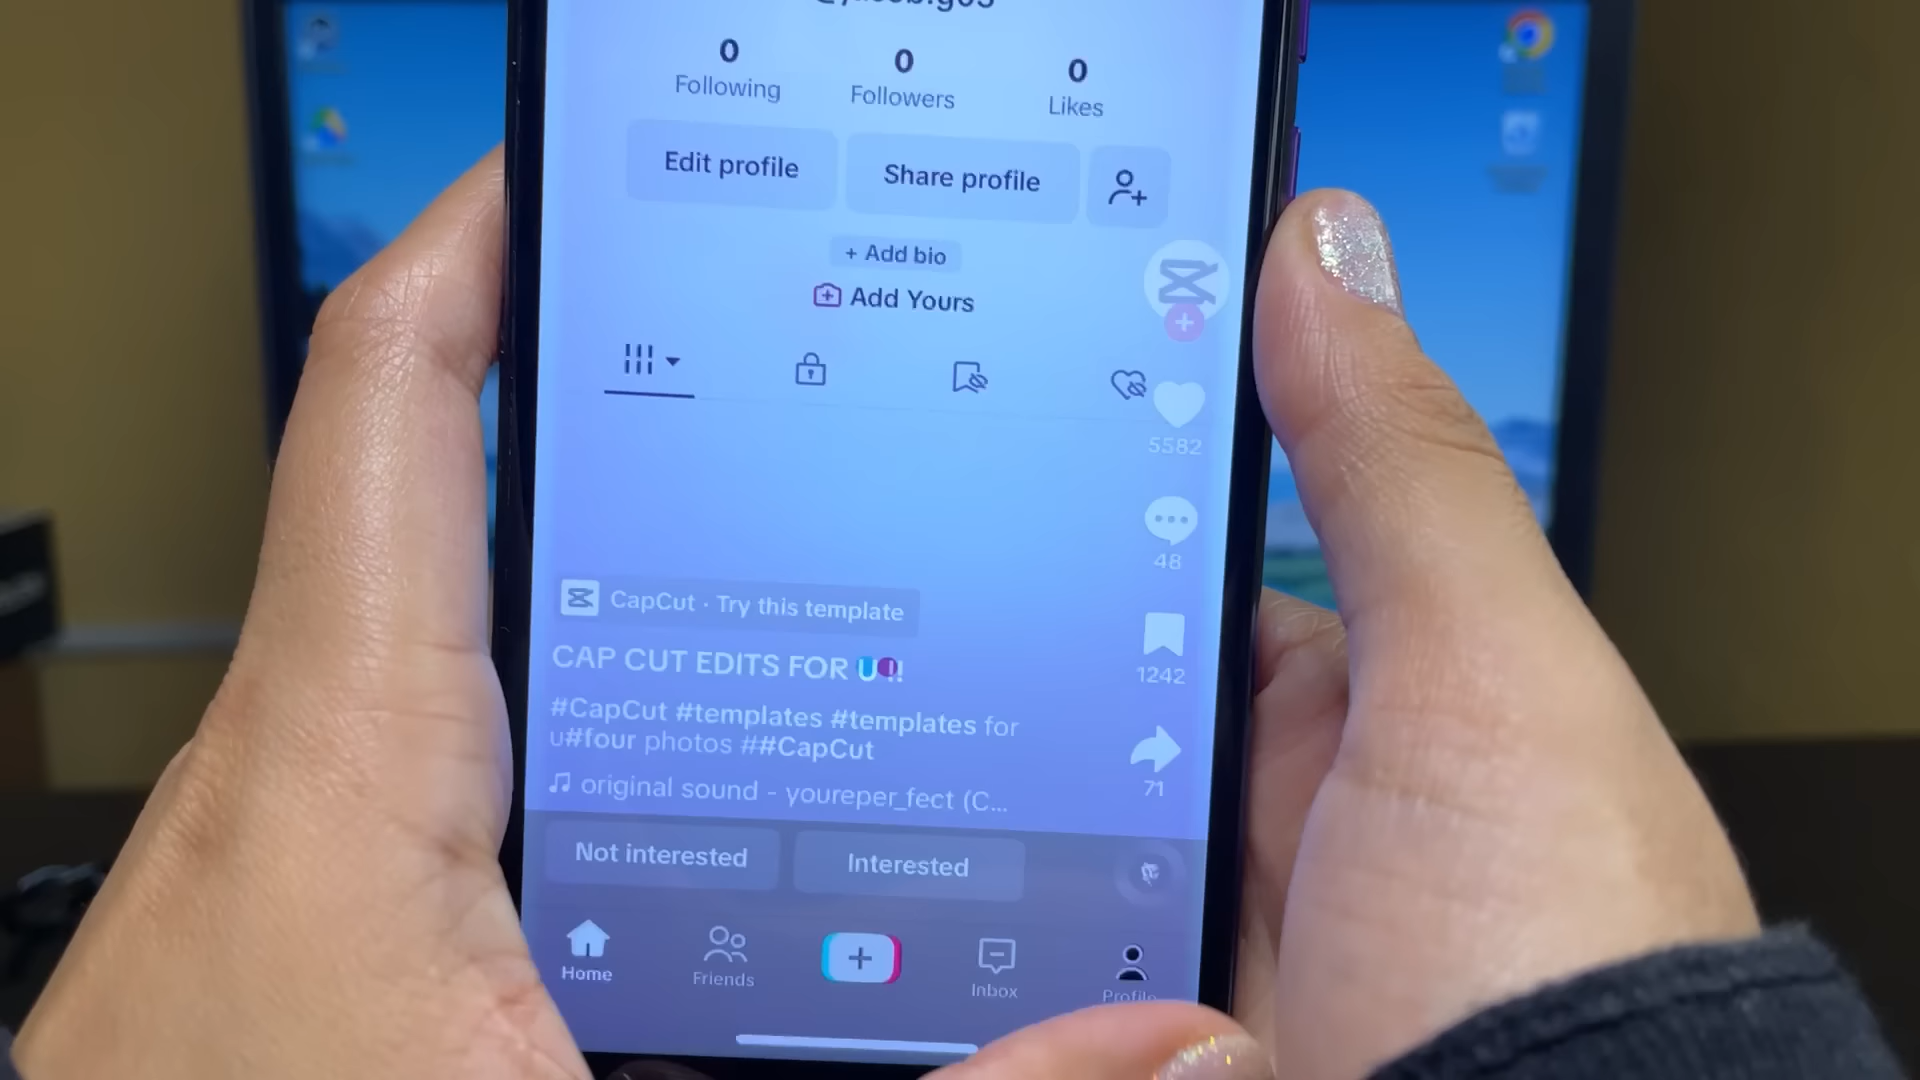 0 0 0
Following Followers Likes
Edit profile Share profile
+ Add bio
Add Yours
5582
48
CapCut · Try this template
CAP CUT EDITS FOR U!!
1242
#CapCut #templates #templates for
u#four photos ##CapCut
original sound - youreper_fect (C...
71
Not interested Interested
Home Friends Inbox Profile